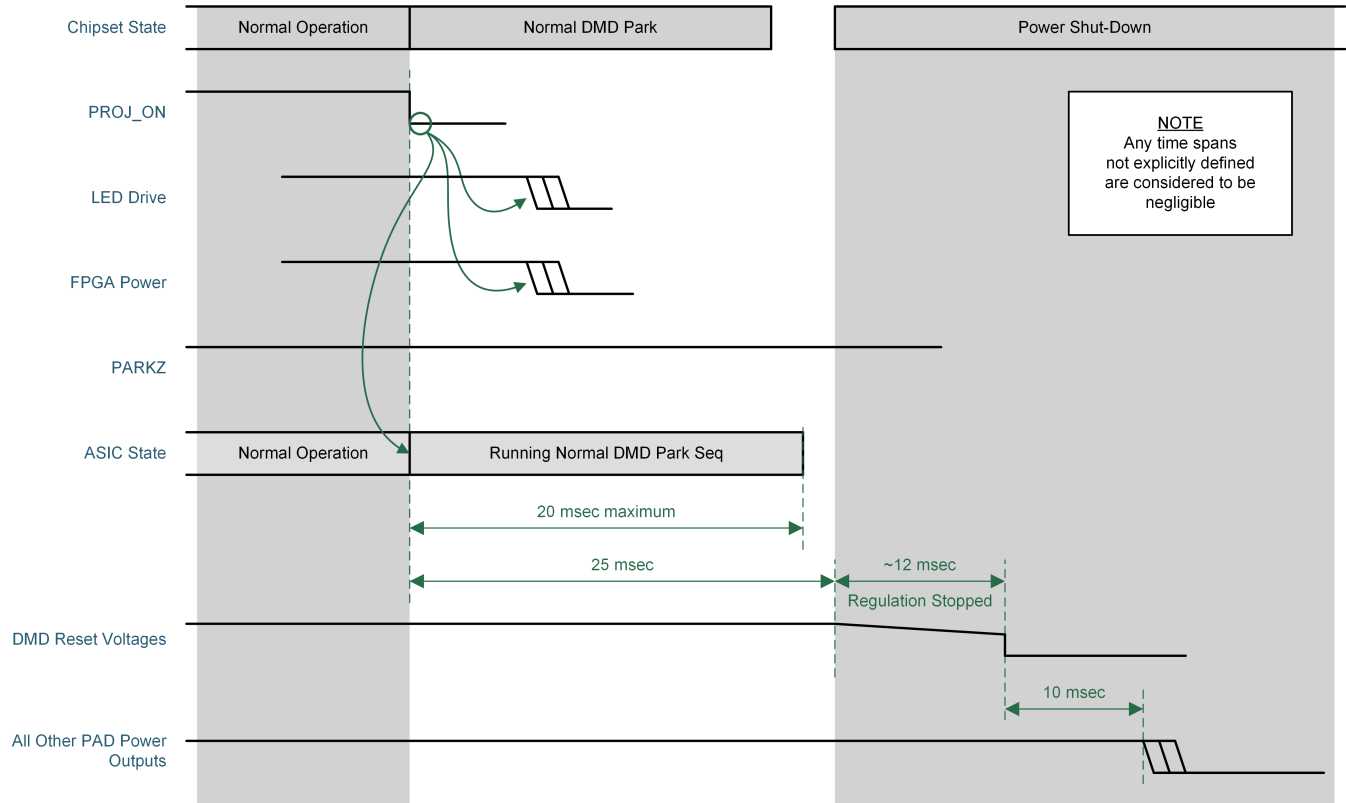 Chipset State
Normal Operation
Normal DMD Park
Power Shut-Down
PROJ_ON
NOTE
Any time spans
not explicitly defined
are considered to be
negligible
LED Drive
FPGA Power
PARKZ
ASIC State
Normal Operation
Running Normal DMD Park Seq
20 msec maximum
25 msec
~12 msec
Regulation Stopped
DMD Reset Voltages
10 msec
All Other PAD Power
Outputs